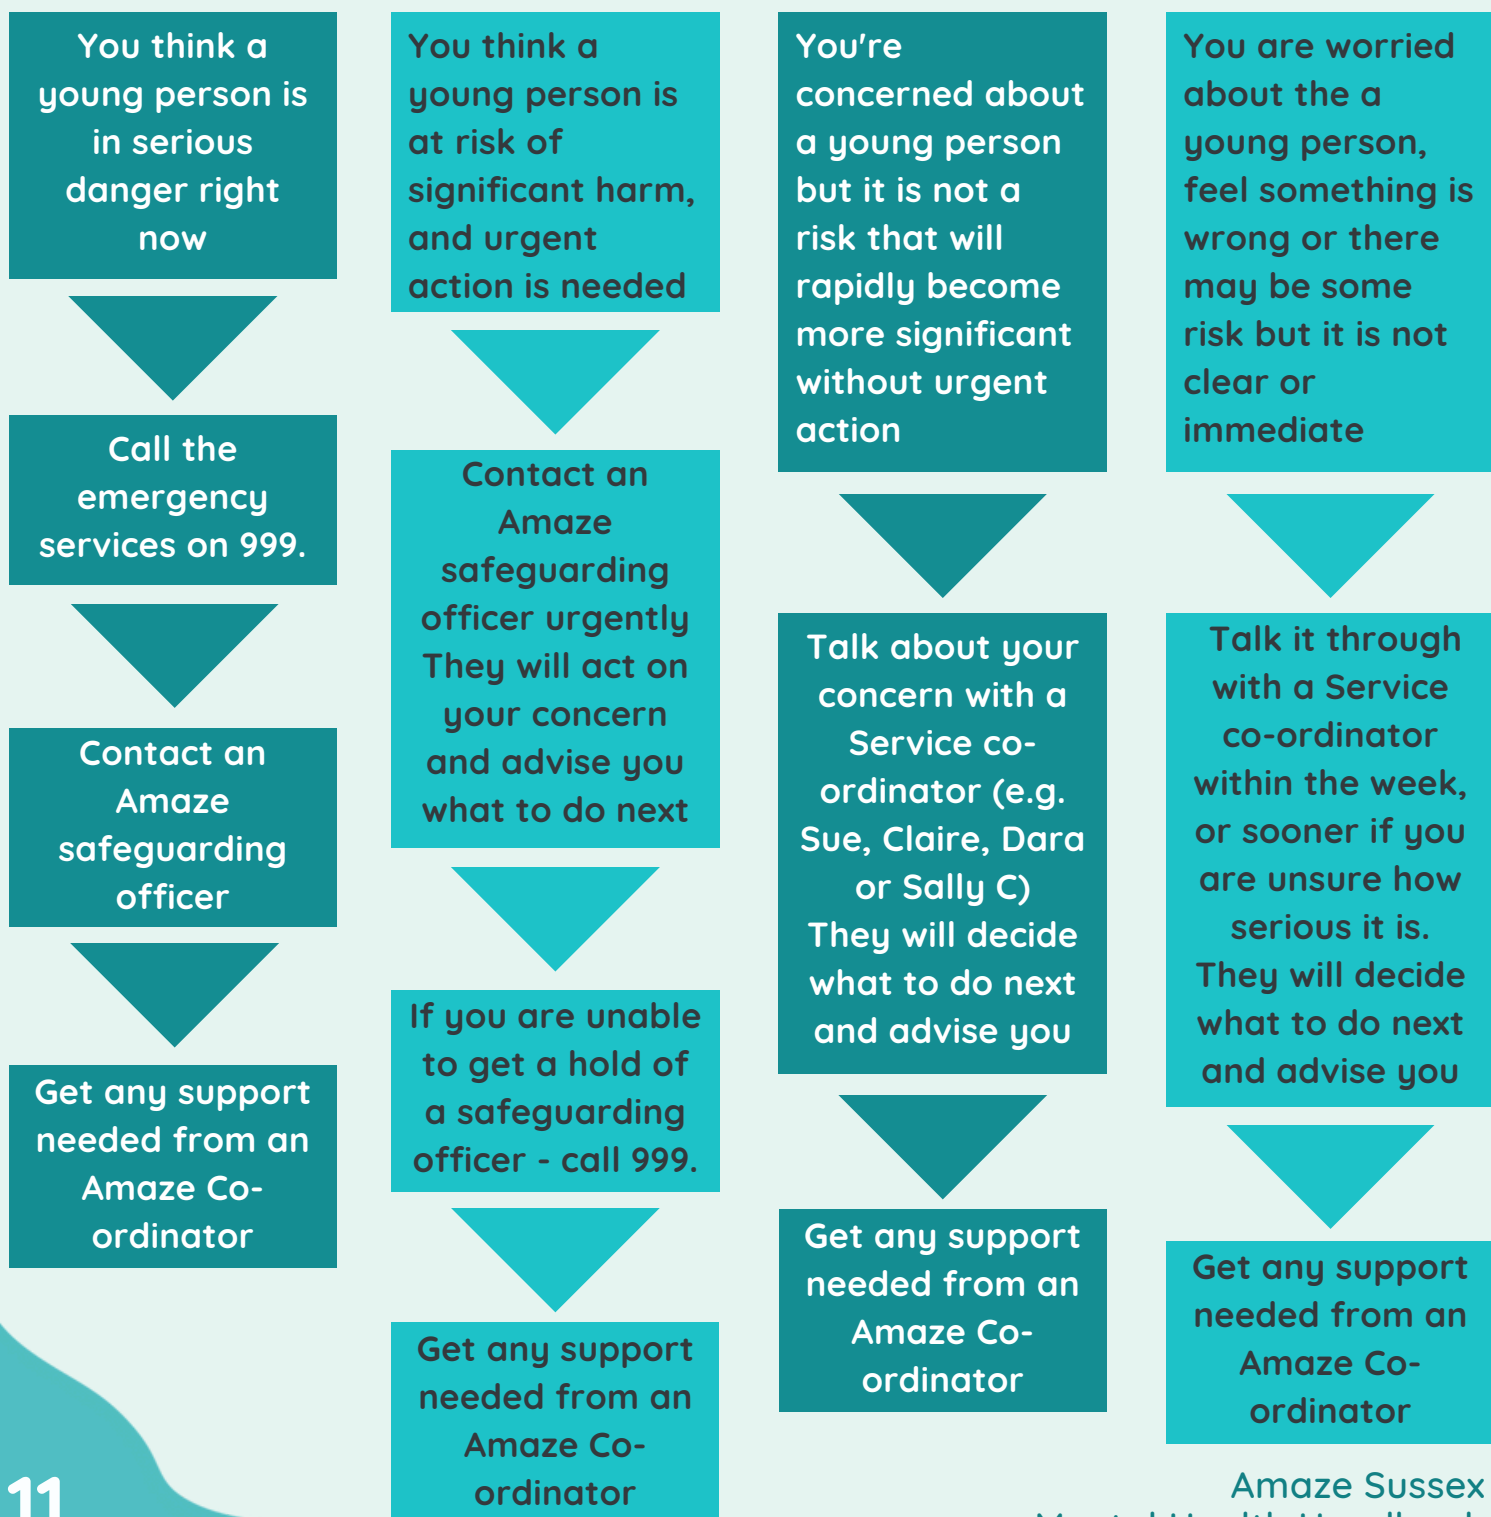 You think a
young person is
in serious
danger right
now
Call the
emergency
services on 999.
Contact an
Amaze
safeguarding
officer
Get any support
needed from an
Amaze Co-
ordinator
You think a
young person is
at risk of
significant harm,
and urgent
action is needed
Contact an
Amaze
safeguarding
officer urgently
They will act on
your concern
and advise you
what to do next
If you are unable
to get a hold of
a safeguarding
officer - call 999.
Get any support
needed from an
Amaze Co-
ordinator
You're
concerned about
a young person
but it is not a
risk that will
rapidly become
more significant
without urgent
action
Talk about your
concern with a
Service co-
ordinator (e.g.
Sue, Claire, Dara
or Sally C)
They will decide
what to do next
and advise you
Get any support
needed from an
Amaze Co-
ordinator
You are worried
about the a
young person,
feel something is
wrong or there
may be some
risk but it is not
clear or
immediate
Talk it through
with a Service
co-ordinator
within the week,
or sooner if you
are unsure how
serious it is.
They will decide
what to do next
and advise you
Get any support
needed from an
Amaze Co-
ordinator
11
Amaze Sussex